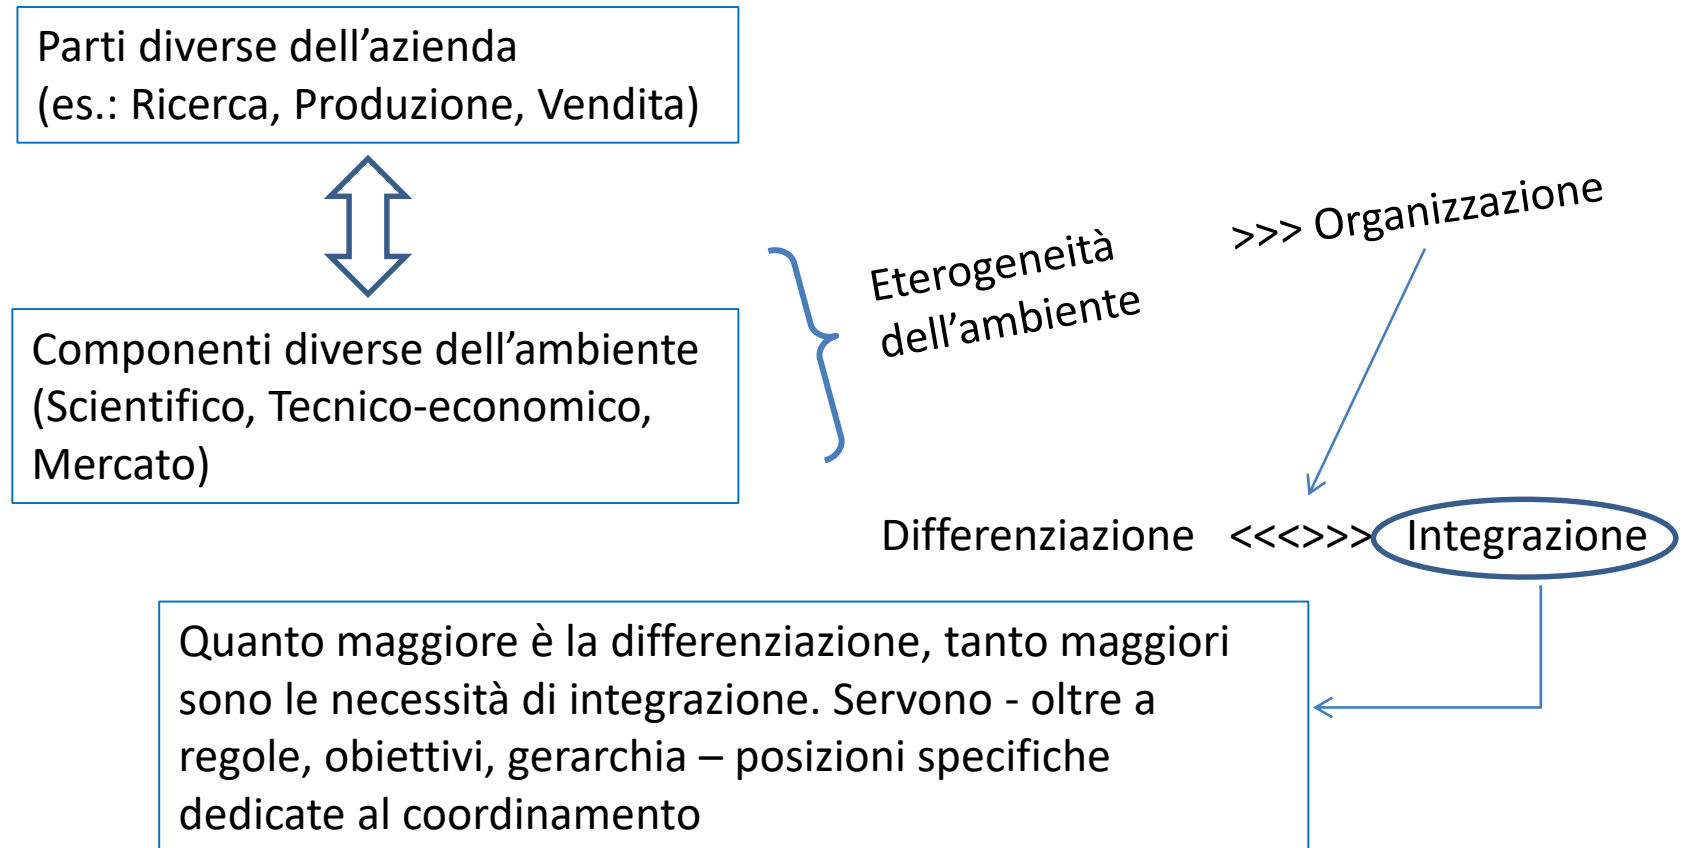 Parti diverse dell’azienda
(es.: Ricerca, Produzione, Vendita)
Eterogeneità
dell’ambiente
>>> Organizzazione
Componenti diverse dell’ambiente
(Scientifico, Tecnico-economico,
Mercato)
Differenziazione <<<>>> Integrazione
Quanto maggiore è la differenziazione, tanto maggiori
sono le necessità di integrazione. Servono - oltre a
regole, obiettivi, gerarchia – posizioni specifiche
dedicate al coordinamento